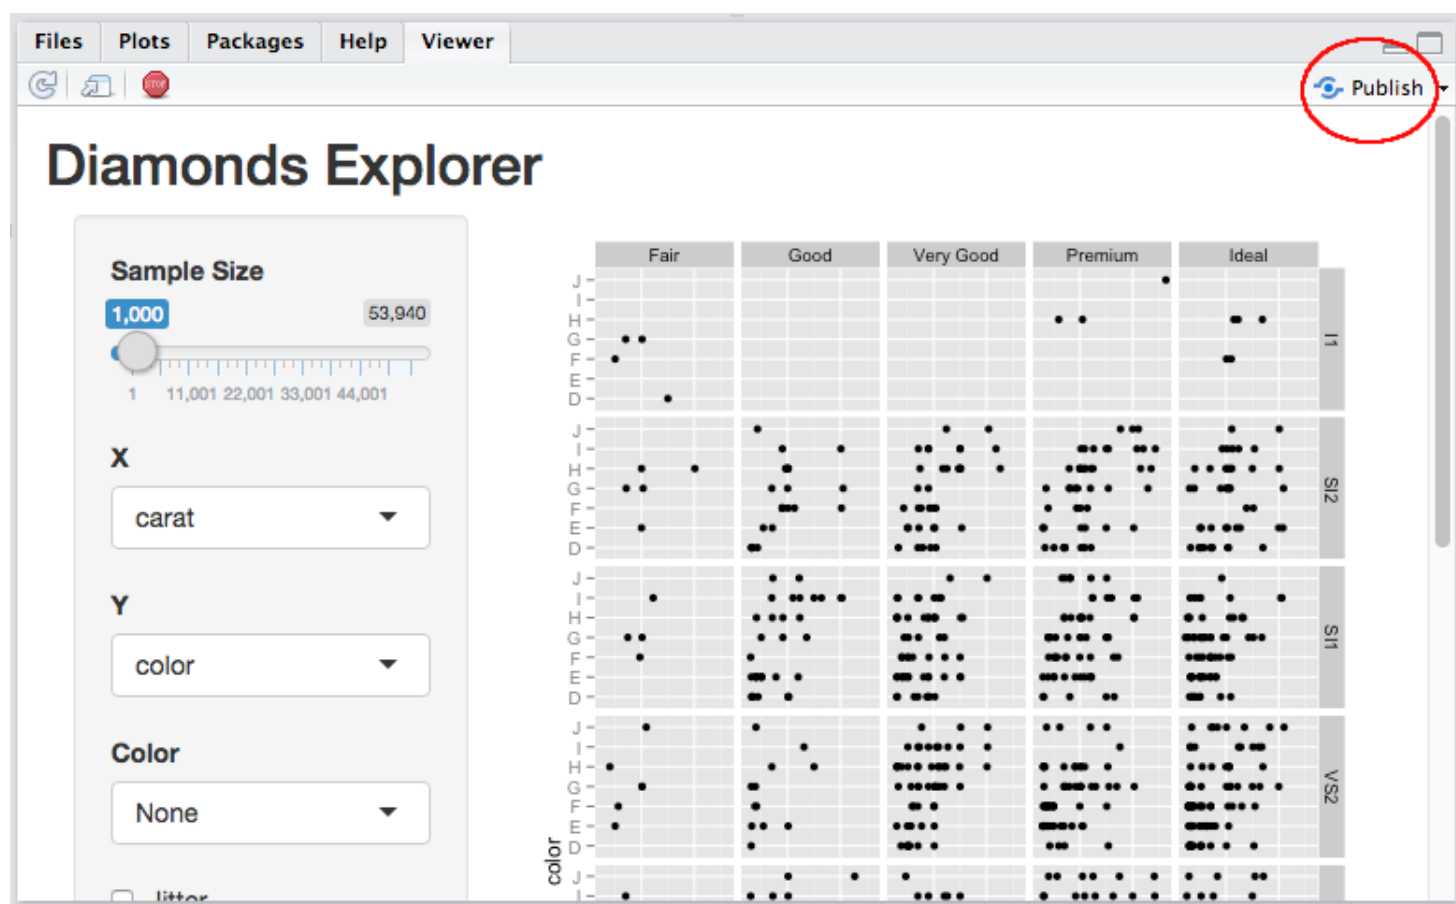 Files Plots Packages Help Viewer
STOP
Publish
Diamonds Explorer
Sample Size
1,000 53,940
1 11,001 22,001 33,001 44,001
X
carat
Y
color
Color
None
Jitter
Fair Good Very Good Premium Ideal
J
I
H
G
F
E
D
I1
J
I
H
G
F
E
D
SI2
J
I
H
G
F
E
D
SI1
J
I
H
G
F
E
D
VS2
color
J
I